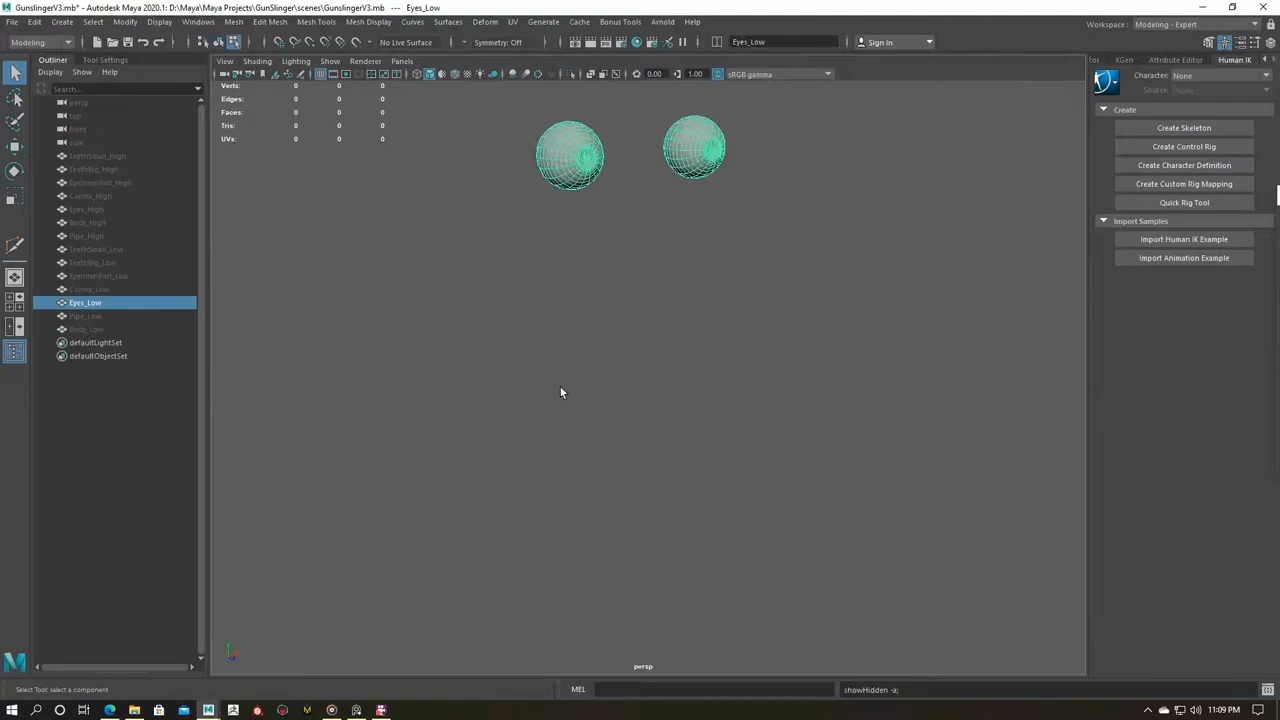 GunslingerV3.mb* - Autodesk Maya 2020.1: D:\Maya\Maya Projects\GunSlinger\scenes\GunslingerV3.mb --- Eyes_Low
File Edit Create Select Modify Display Windows Mesh Edit Mesh Mesh Tools Mesh Display Curves Surfaces Deform UV Generate Cache Bonus Tools Arnold Help
Workspace: Modeling - Expert
Modeling No Live Surface Symmetry: Off Eyes_Low Sign In
Outliner Tool Settings
Display Show Help
Search...
persp
top
front
side
TeethSmall_High
TeethBig_High
EyeInnerPart_High
Cornia_High
Eyes_High
Body_High
Pipe_High
TeethSmall_Low
TeethBig_Low
EyeInnerPart_Low
Cornia_Low
Eyes_Low
Pipe_Low
Body_Low
defaultLightSet
defaultObjectSet
View Shading Lighting Show Renderer Panels
0.00 1.00 sRGB gamma
Verts: 0 0 0
Edges: 0 0 0
Faces: 0 0 0
Tris: 0 0 0
UVs: 0 0 0
persp
tor XGen Attribute Editor Human IK
Character: None
Source:
Create
Create Skeleton
Create Control Rig
Create Character Definition
Create Custom Rig Mapping
Quick Rig Tool
Import Samples
Import Human IK Example
Import Animation Example
Select Tool: select a component
MEL
showHidden -a;
11:09 PM